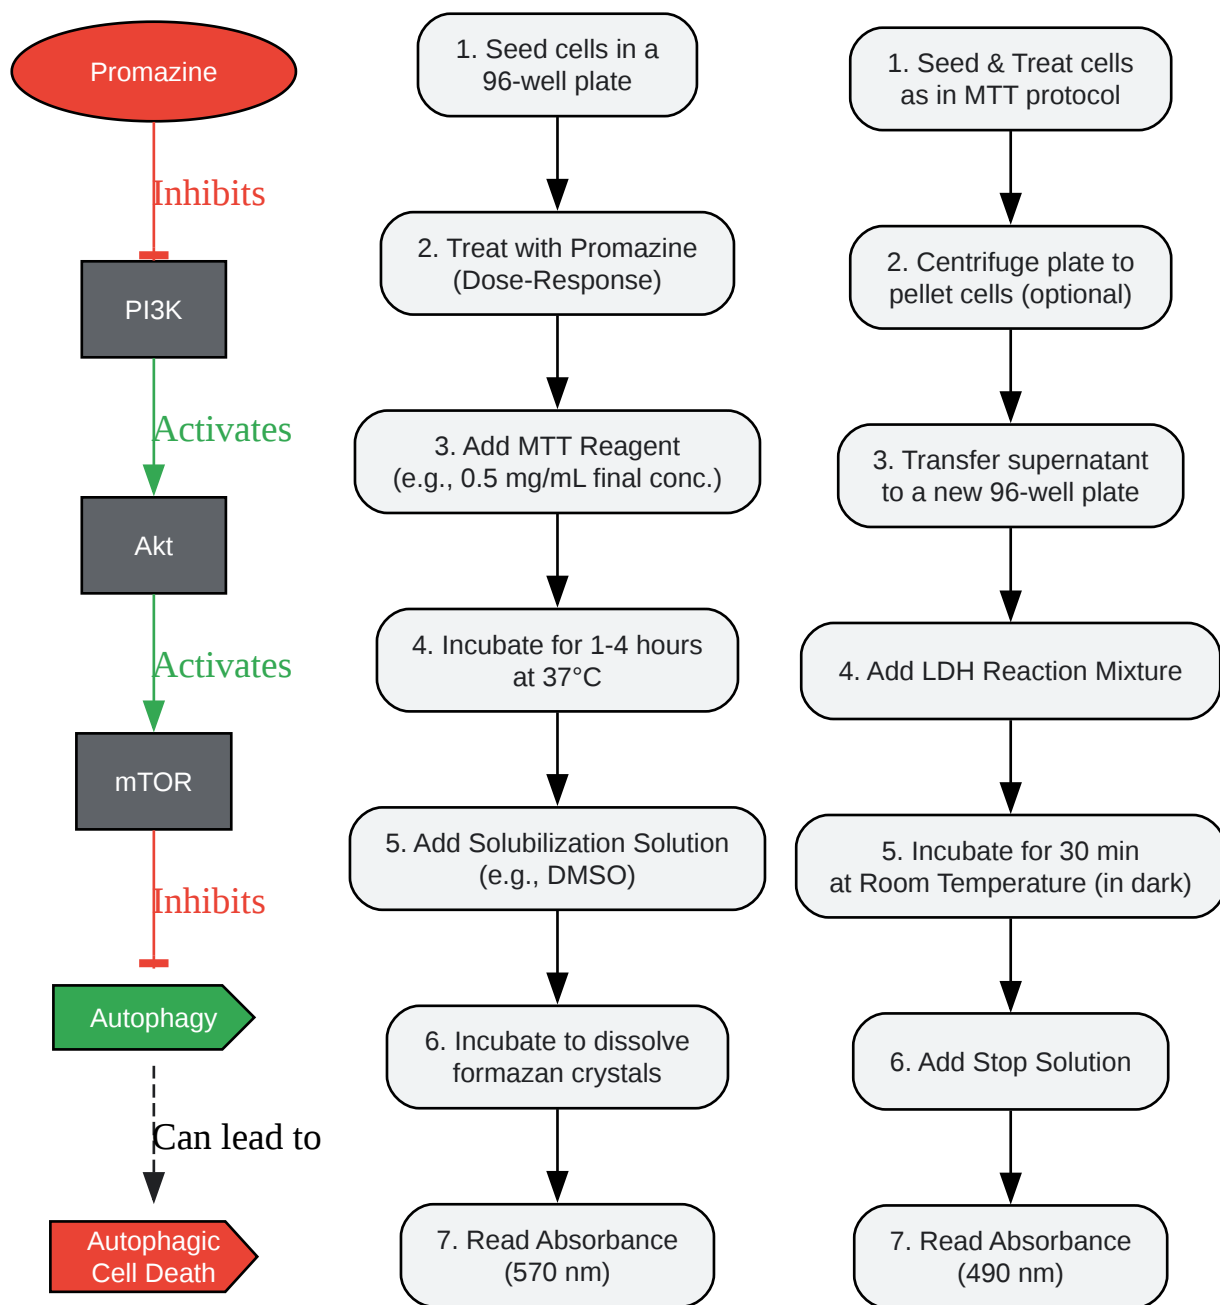 Promazine
Inhibits
PI3K
Activates
Akt
Activates
mTOR
Inhibits
Autophagy
Can lead to
Autophagic
Cell Death
1. Seed cells in a
96-well plate
2. Treat with Promazine
(Dose-Response)
3. Add MTT Reagent
(e.g., 0.5 mg/mL final conc.)
4. Incubate for 1-4 hours
at 37°C
5. Add Solubilization Solution
(e.g., DMSO)
6. Incubate to dissolve
formazan crystals
7. Read Absorbance
(570 nm)
1. Seed & Treat cells
as in MTT protocol
2. Centrifuge plate to
pellet cells (optional)
3. Transfer supernatant
to a new 96-well plate
4. Add LDH Reaction Mixture
5. Incubate for 30 min
at Room Temperature (in dark)
6. Add Stop Solution
7. Read Absorbance
(490 nm)